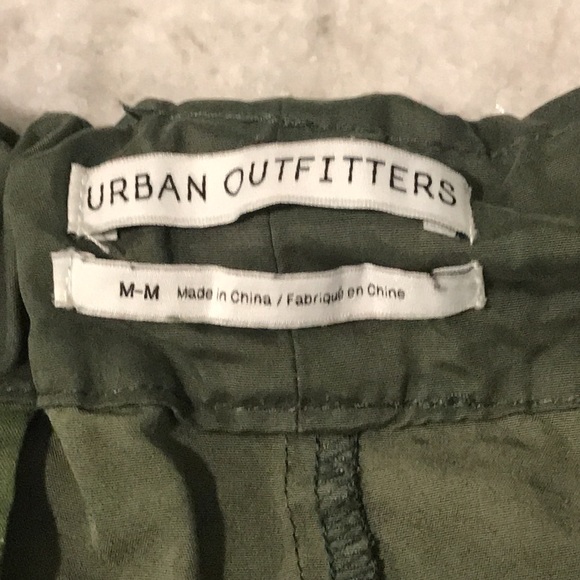 URBAN OUTFITTERS
M-M Made in China / Fabriqué en Chine